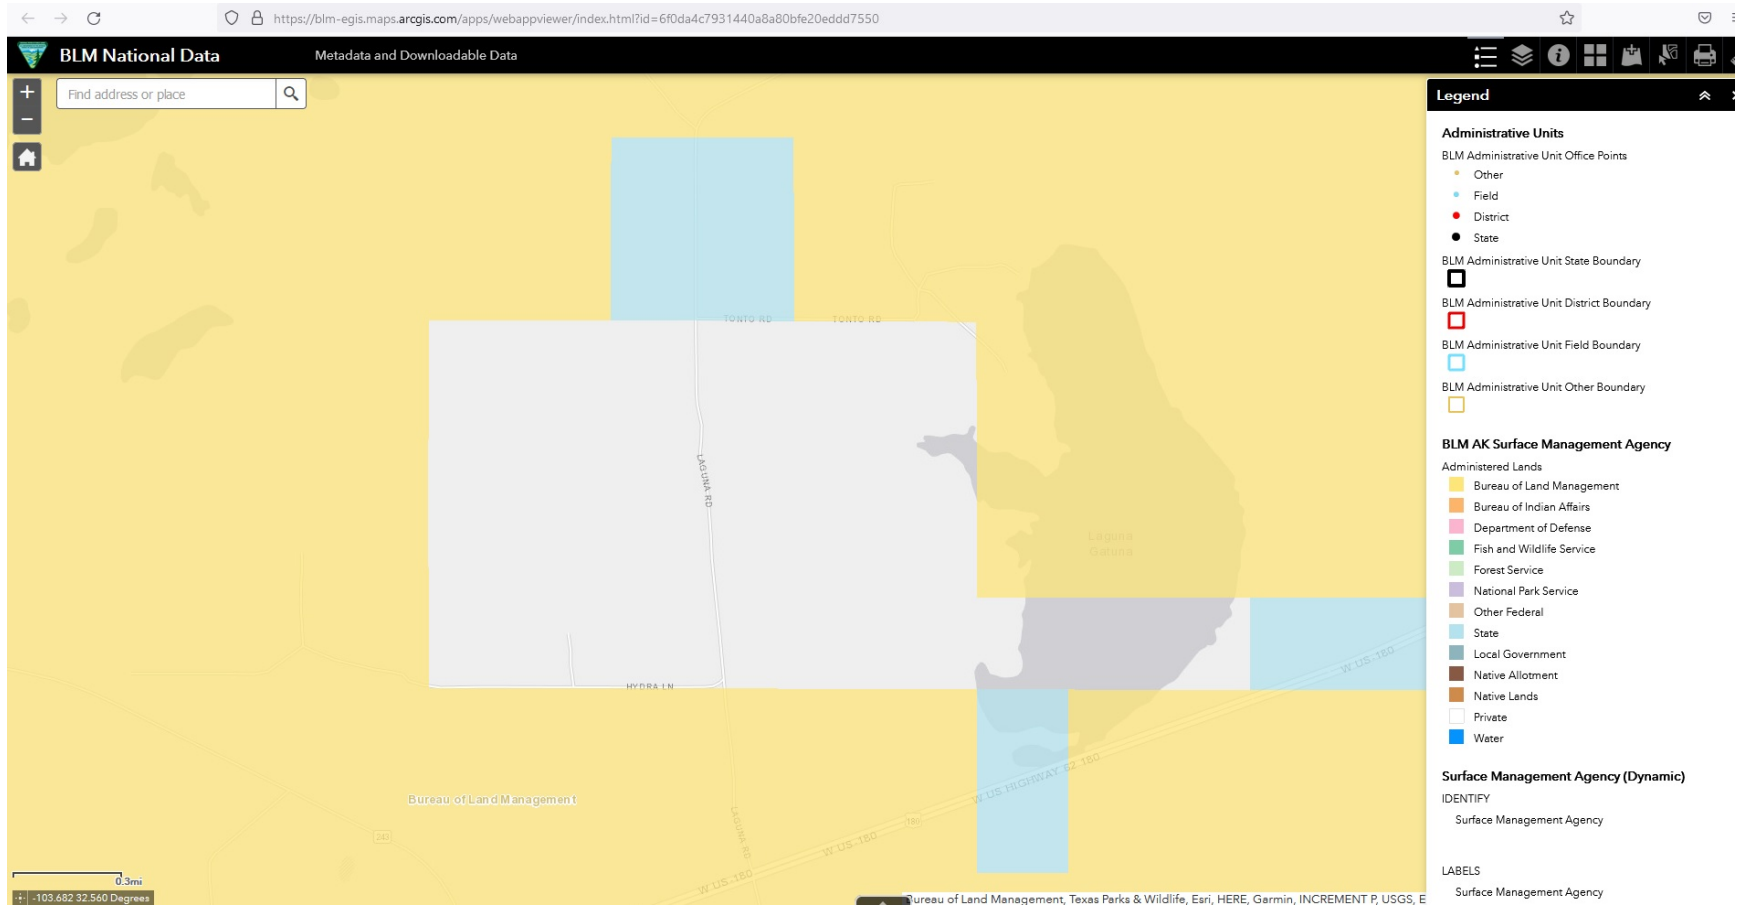 https://blm-egis.maps.arcgis.com/apps/webappviewer/index.html?id=6f0da4c7931440a8a80bfe20eddd7550
BLM National Data
Metadata and Downloadable Data
+
Find address or place
−
Legend
Administrative Units
BLM Administrative Unit Office Points
Other
Field
District
State
BLM Administrative Unit State Boundary
BLM Administrative Unit District Boundary
BLM Administrative Unit Field Boundary
BLM Administrative Unit Other Boundary
BLM AK Surface Management Agency
Administered Lands
Bureau of Land Management
Bureau of Indian Affairs
Department of Defense
Fish and Wildlife Service
Forest Service
National Park Service
Other Federal
State
Local Government
Native Allotment
Native Lands
Private
Water
Surface Management Agency (Dynamic)
IDENTIFY
Surface Management Agency
LABELS
Surface Management Agency
TONTO RD
TONTO RD
LAGUNA RD
Laguna
Gatuna
W US 180
HYDRA LN
W US HIGHWAY 62 180
Bureau of Land Management
180
243
LAGUNA RD
W US 180
W US 180
0.3mi
-103.682 32.560 Degrees
Bureau of Land Management, Texas Parks & Wildlife, Esri, HERE, Garmin, INCREMENT P, USGS, E